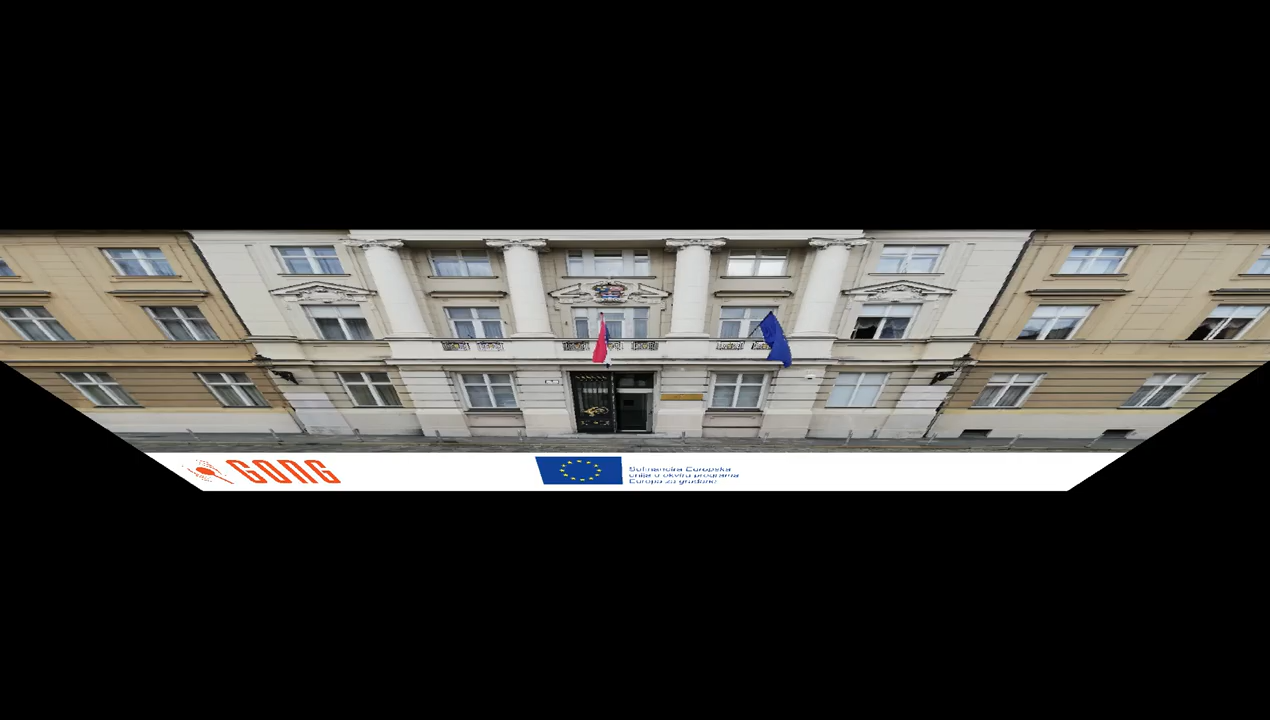 GONG
Sufinancira Europska
unija u okviru programa
Europa za građane